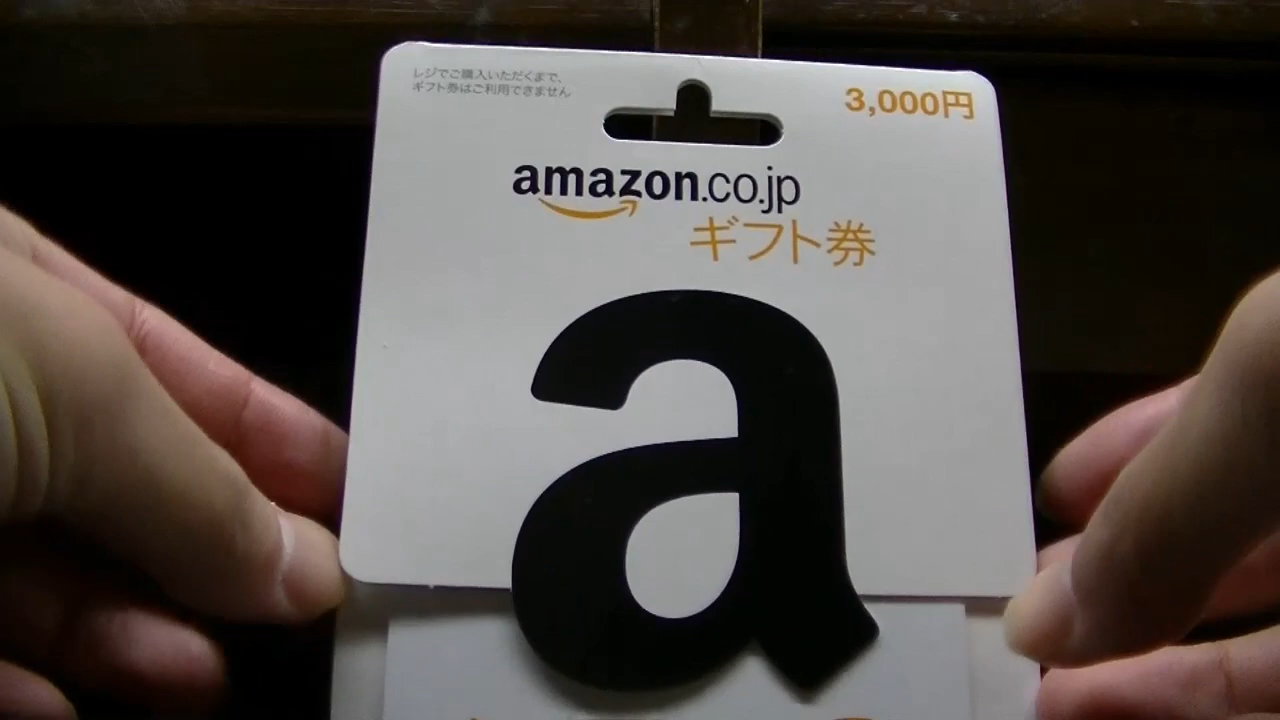 レジでご購入いただくまで、
ギフト券はご利用できません
3,000円
amazon.co.jp
ギフト券
a